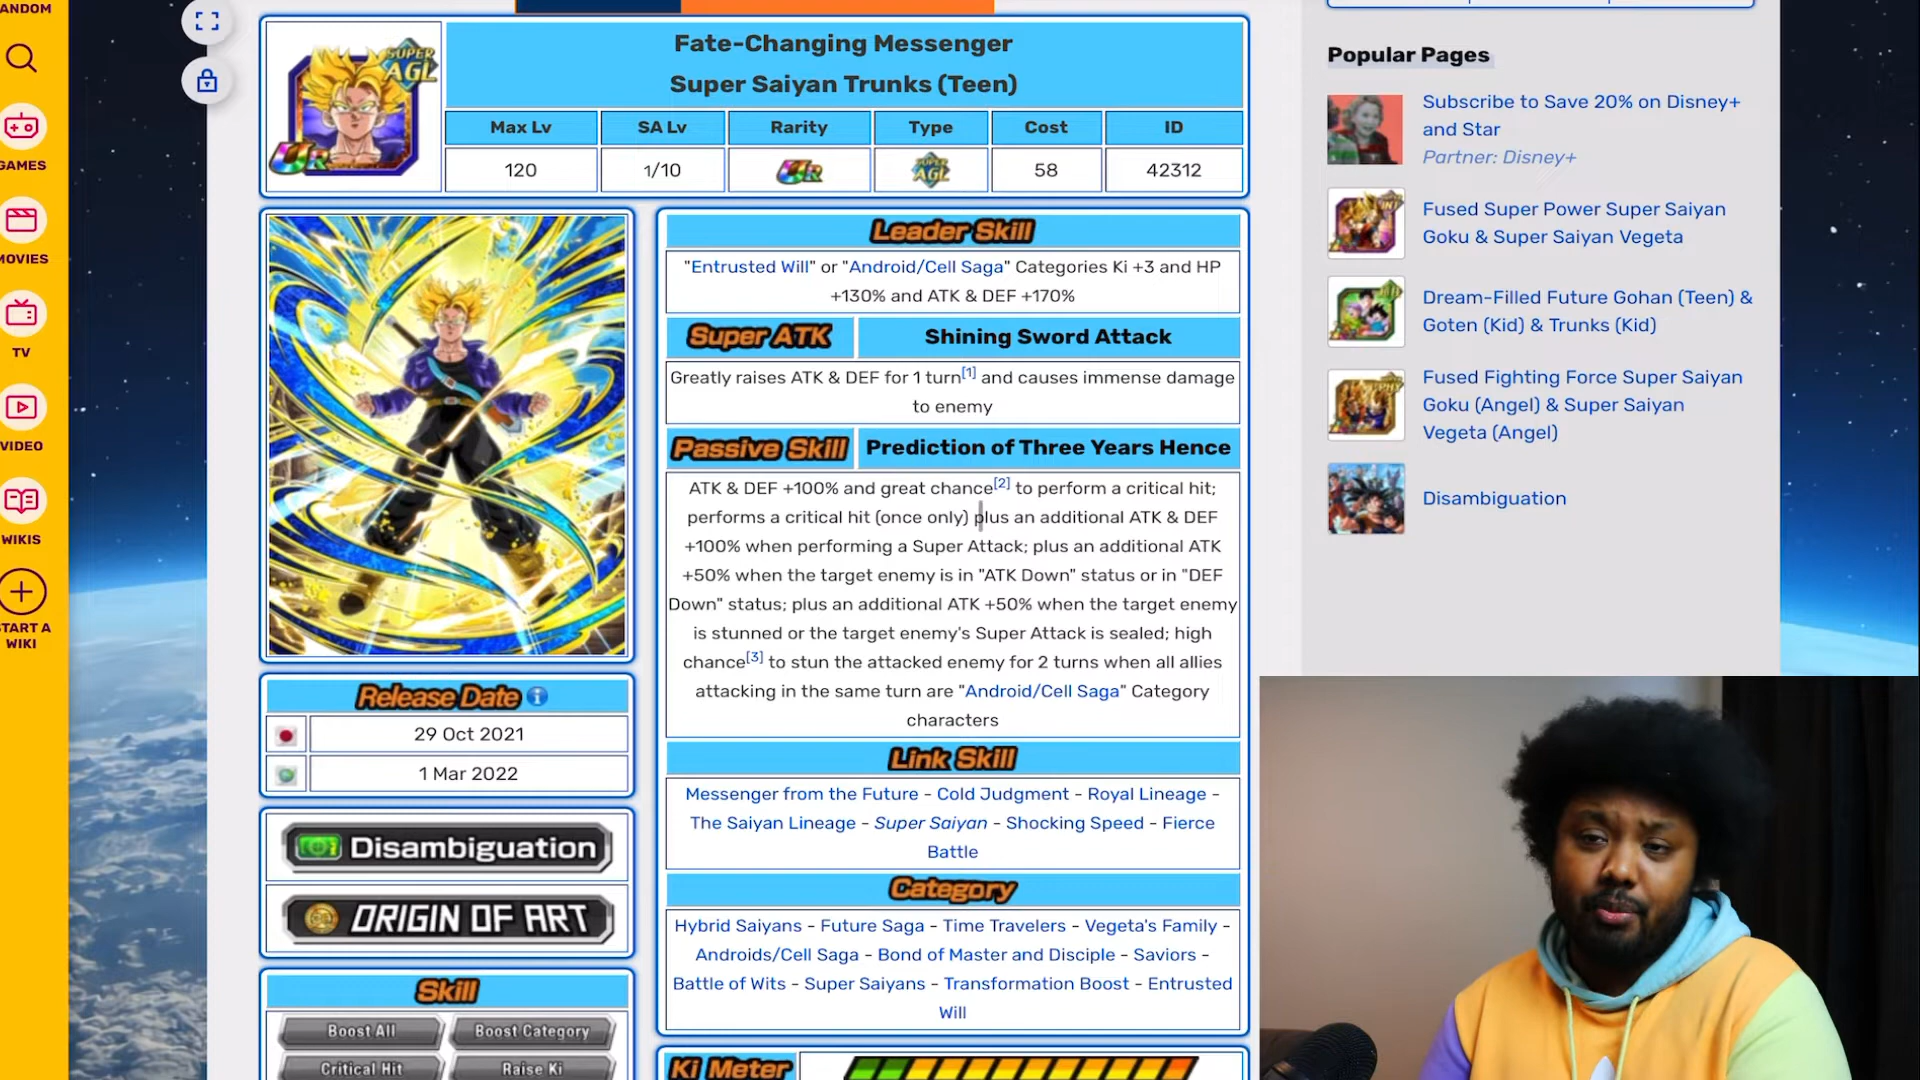 ANDOM
GAMES
MOVIES
TV
VIDEO
WIKIS
START A
WIKI
SUPER
AGL
UR
Fate-Changing Messenger
Super Saiyan Trunks (Teen)
Max Lv SA Lv Rarity Type Cost ID
120 1/10 UR SUPER AGL 58 42312
Leader Skill
"Entrusted Will" or "Android/Cell Saga" Categories Ki +3 and HP
+130% and ATK & DEF +170%
Super ATK Shining Sword Attack
Greatly raises ATK & DEF for 1 turn[1] and causes immense damage
to enemy
Passive Skill Prediction of Three Years Hence
ATK & DEF +100% and great chance[2] to perform a critical hit;
performs a critical hit (once only) plus an additional ATK & DEF
+100% when performing a Super Attack; plus an additional ATK
+50% when the target enemy is in "ATK Down" status or in "DEF
Down" status; plus an additional ATK +50% when the target enemy
is stunned or the target enemy's Super Attack is sealed; high
chance[3] to stun the attacked enemy for 2 turns when all allies
attacking in the same turn are "Android/Cell Saga" Category
characters
Link Skill
Messenger from the Future - Cold Judgment - Royal Lineage -
The Saiyan Lineage - Super Saiyan - Shocking Speed - Fierce
Battle
Category
Hybrid Saiyans - Future Saga - Time Travelers - Vegeta's Family -
Androids/Cell Saga - Bond of Master and Disciple - Saviors -
Battle of Wits - Super Saiyans - Transformation Boost - Entrusted
Will
Ki Meter
Release Date
29 Oct 2021
1 Mar 2022
Disambiguation
ORIGIN OF ART
Skill
Boost All Boost Category
Critical Hit Raise Ki
Popular Pages
Subscribe to Save 20% on Disney+
and Star
Partner: Disney+
Fused Super Power Super Saiyan
Goku & Super Saiyan Vegeta
Dream-Filled Future Gohan (Teen) &
Goten (Kid) & Trunks (Kid)
Fused Fighting Force Super Saiyan
Goku (Angel) & Super Saiyan
Vegeta (Angel)
Disambiguation